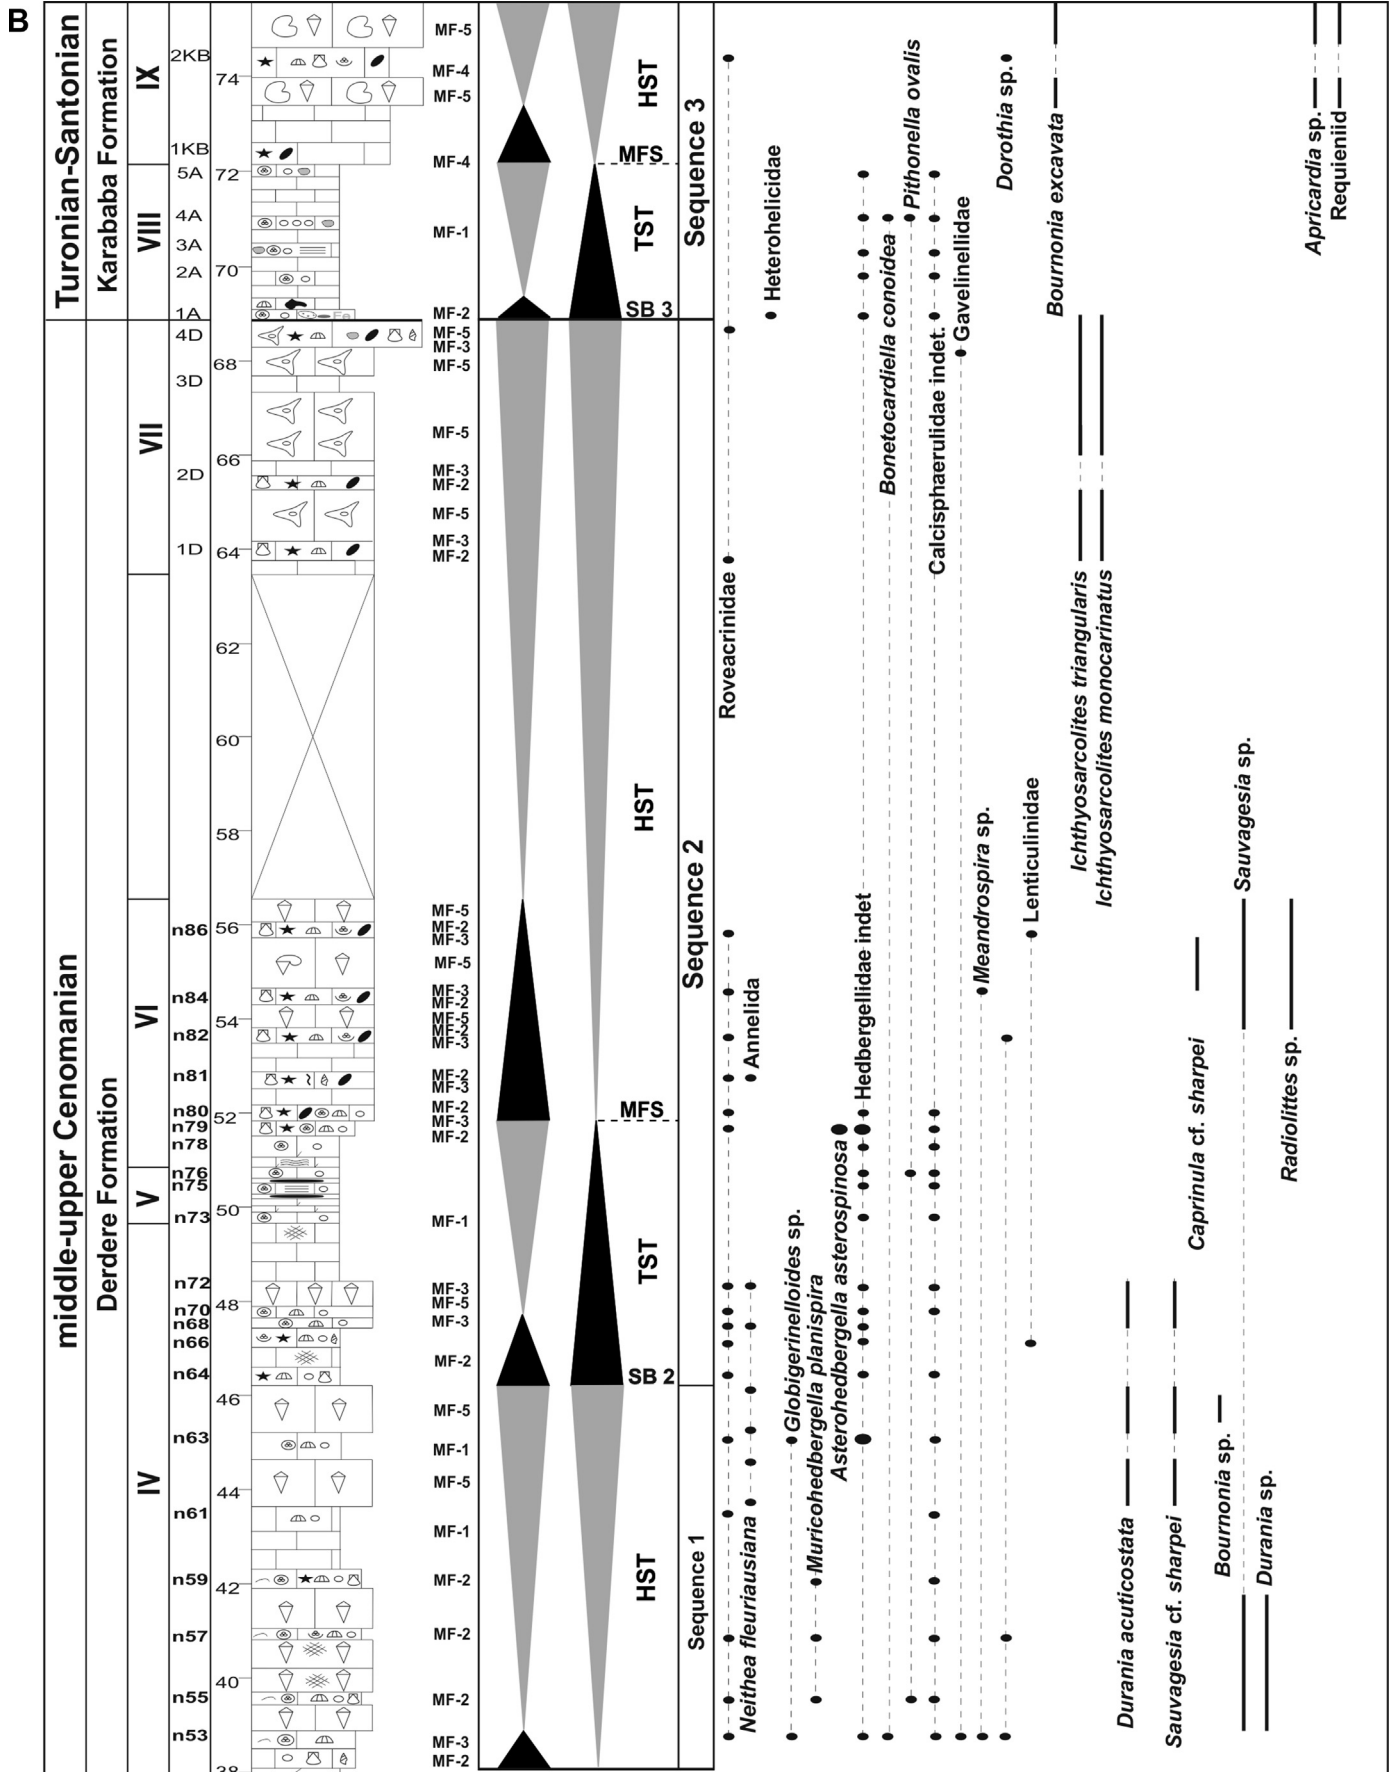 B
Turonian-Santonian
Karababa Formation
middle-upper Cenomanian
Derdere Formation
IX
VIII
VII
VI
V
IV
2KB
1KB
5A
4A
3A
2A
1A
4D
3D
2D
1D
n86
n84
n82
n81
n80
n79
n78
n76
n75
n73
n72
n70
n68
n66
n64
n63
n61
n59
n57
n55
n53
74
72
70
68
66
64
62
60
58
56
54
52
50
48
46
44
42
40
38
MF-5
MF-4
MF-5
MF-4
MF-1
MF-2
MF-5
MF-3
MF-5
MF-5
MF-3
MF-2
MF-5
MF-3
MF-2
MF-5
MF-2
MF-3
MF-5
MF-3
MF-2
MF-5
MF-2
MF-3
MF-2
MF-3
MF-2
MF-3
MF-2
MF-1
MF-3
MF-5
MF-3
MF-2
MF-5
MF-1
MF-5
MF-1
MF-2
MF-2
MF-2
MF-3
MF-2
HST
MFS
TST
SB 3
HST
MFS
TST
SB 2
HST
Sequence 3
Sequence 2
Sequence 1
Roveacrinidae
Neithea fleuriausiana
Annelida
Heterohelicidae
Globigerinelloides sp.
Muricohedbergella planispira
Asterohedbergella asterospinosa
Hedbergellidae indet
Bonetocardiella conoidea
Pithonella ovalis
Calcisphaerulidae indet.
Gavelinellidae
Meandrospira sp.
Dorothia sp.
Lenticulinidae
Bournonia excavata
Ichthyosarcolites triangularis
Ichthyosarcolites monocarinatus
Durania acuticostata
Sauvagesia cf. sharpei
Caprinula cf. sharpei
Bournonia sp.
Sauvagesia sp.
Durania sp.
Radiolittes sp.
Apricardia sp.
Requieniid